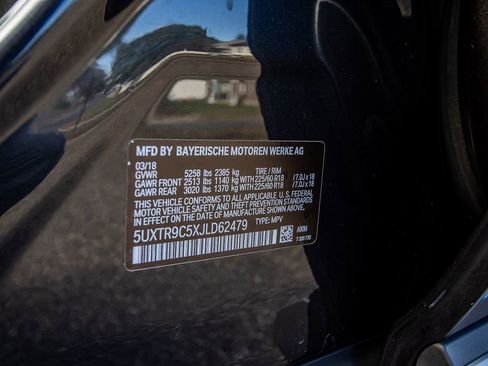 MFD BY BAYERISCHE MOTOREN WERKE AG
03/18
GVWR 5258 lbs 2385 kg TIRE / RIM
GAWR FRONT 2513 lbs 1140 kg WITH 225/60 R18 /7.0J x 18
GAWR REAR 3020 lbs 1370 kg WITH 225/60 R18 /7.0J x 18
THIS VEHICLE CONFORMS TO ALL APPLICABLE U.S. FEDERAL
MOTOR VEHICLE SAFETY AND THEFT PREVENTION STANDARDS
IN EFFECT ON THE DATE OF MANUFACTURE SHOWN ABOVE.
5UXTR9C5XJLD62479 TYPE: MPV